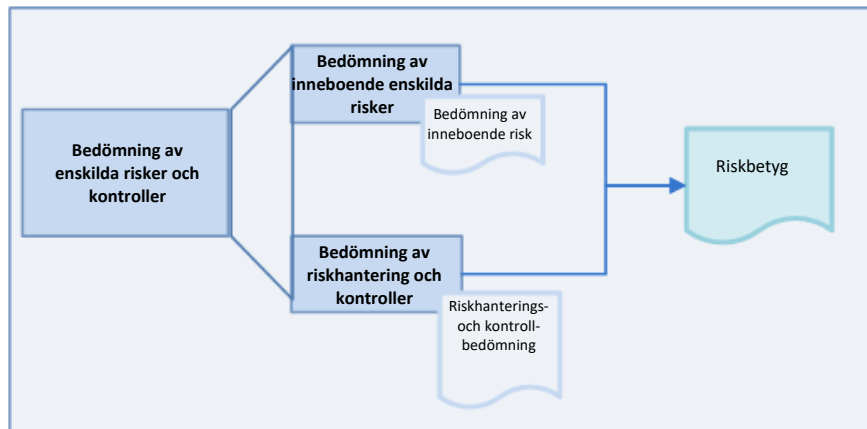 Bedömning av
enskilda risker och
kontroller
Bedömning av
inneboende enskilda
risker
Bedömning av
inneboende risk
Bedömning av
riskhantering och
kontroller
Riskhanterings-
och kontroll-
bedömning
Riskbetyg